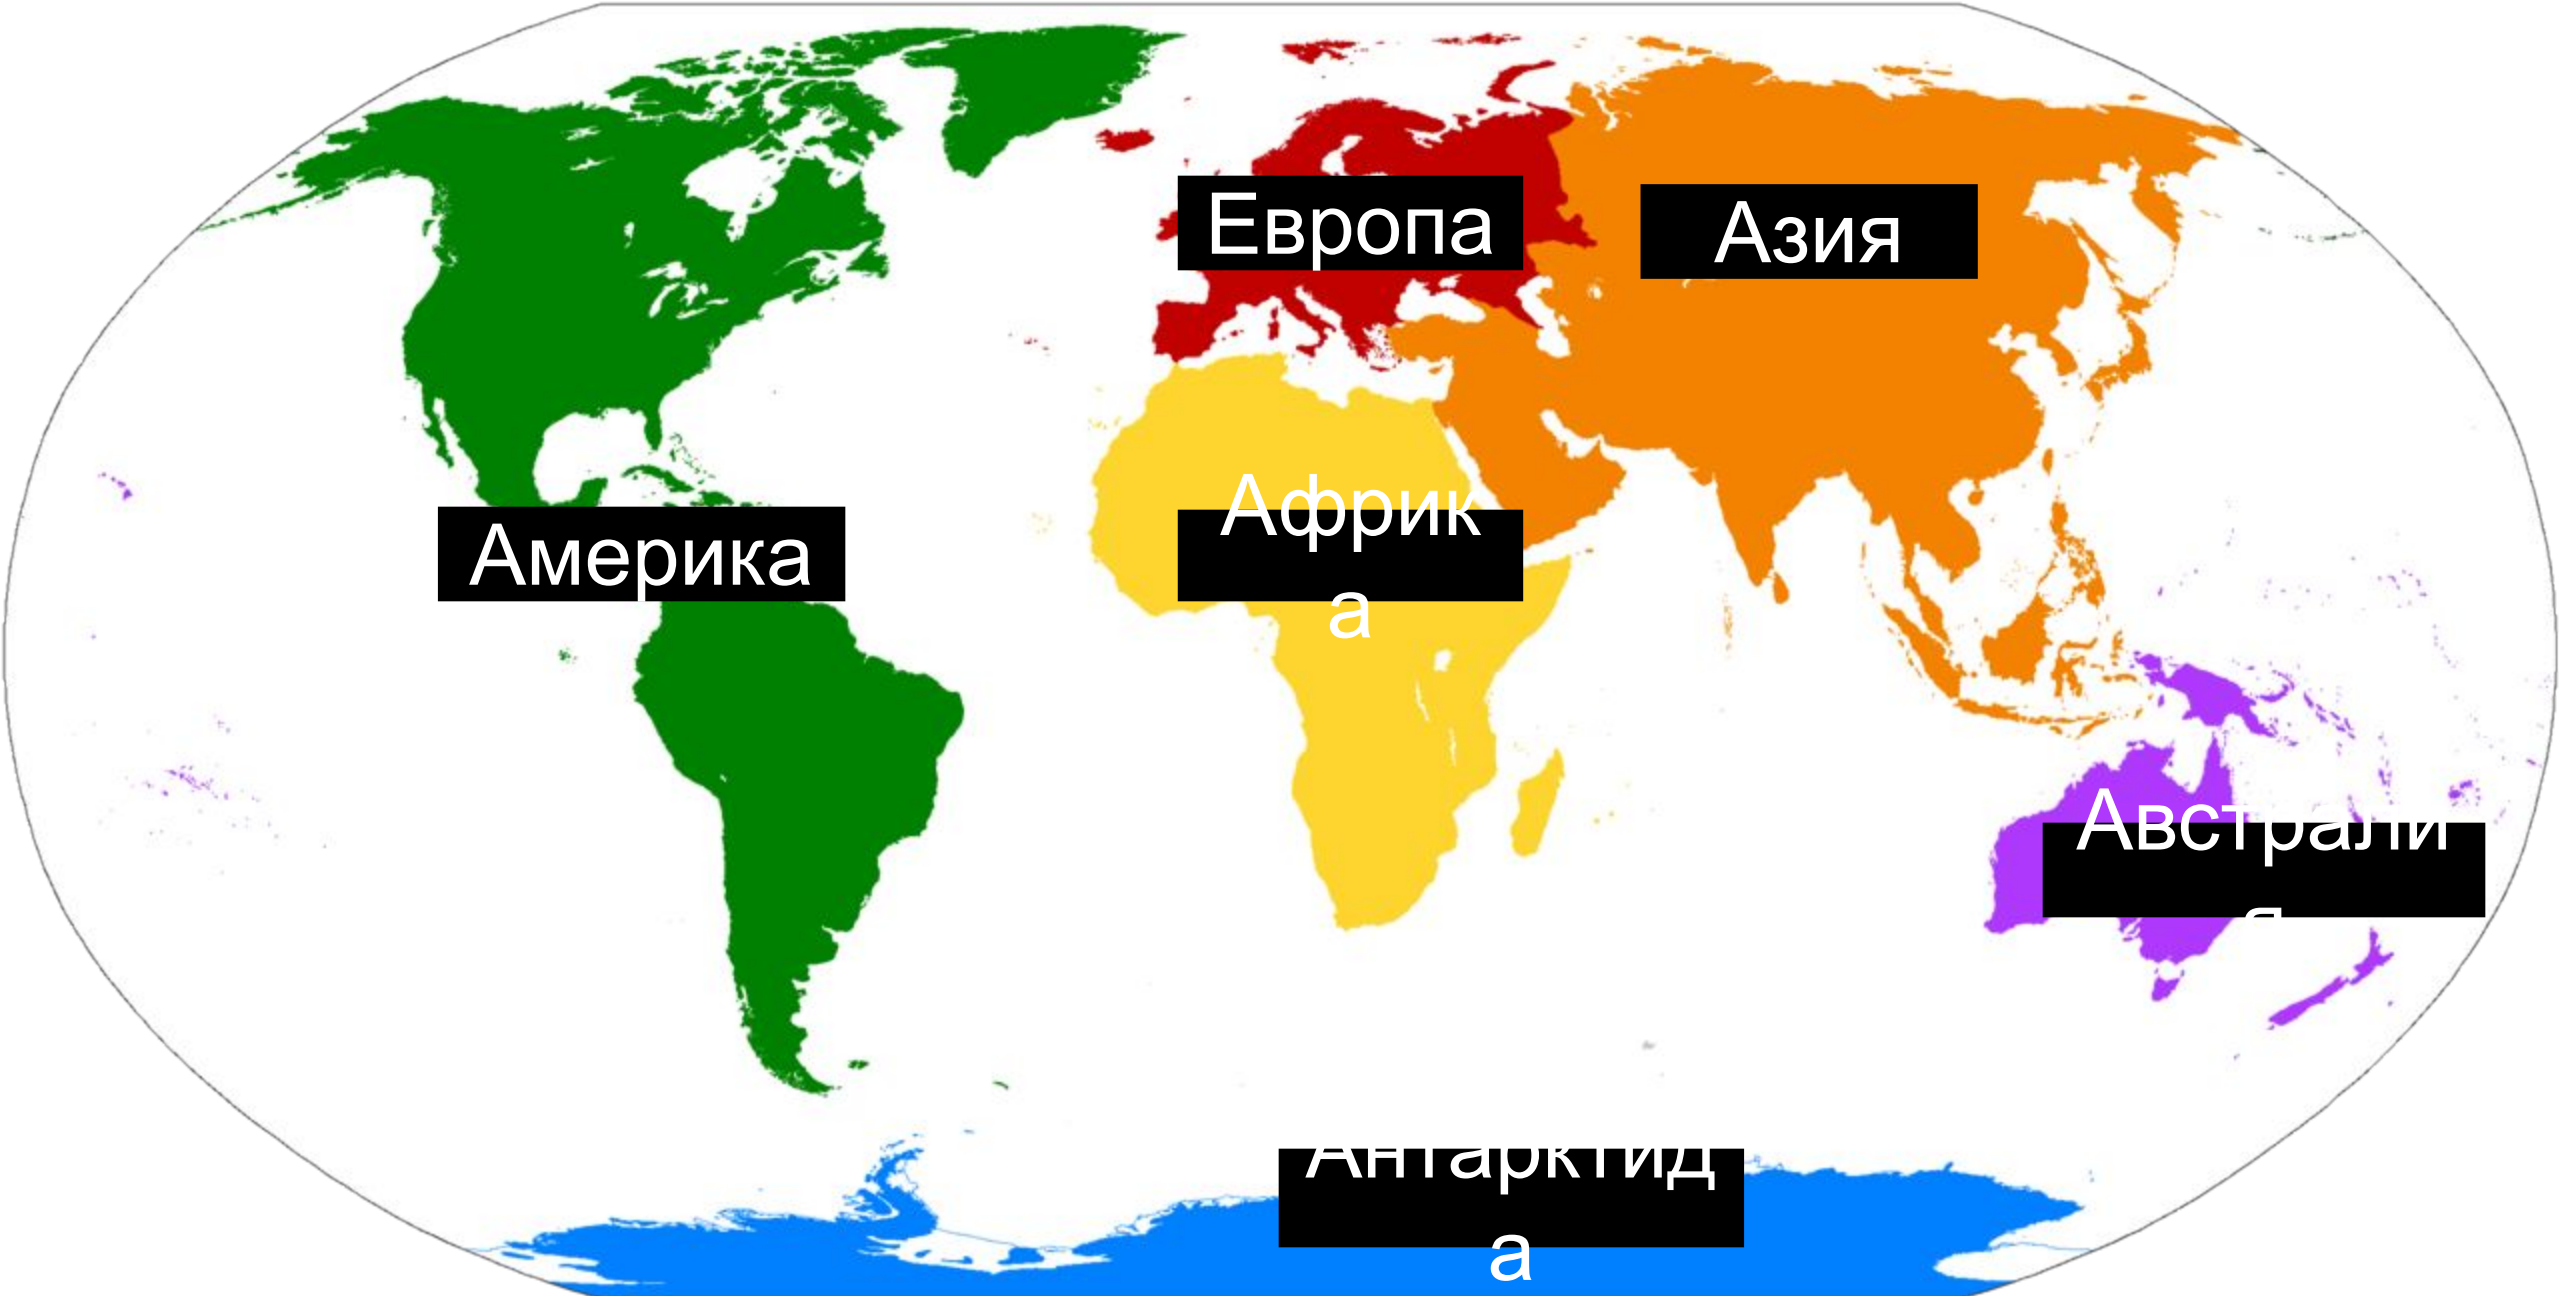 Европа
Азия
Америка
Африк
а
Австрали
я
Антарктид
а